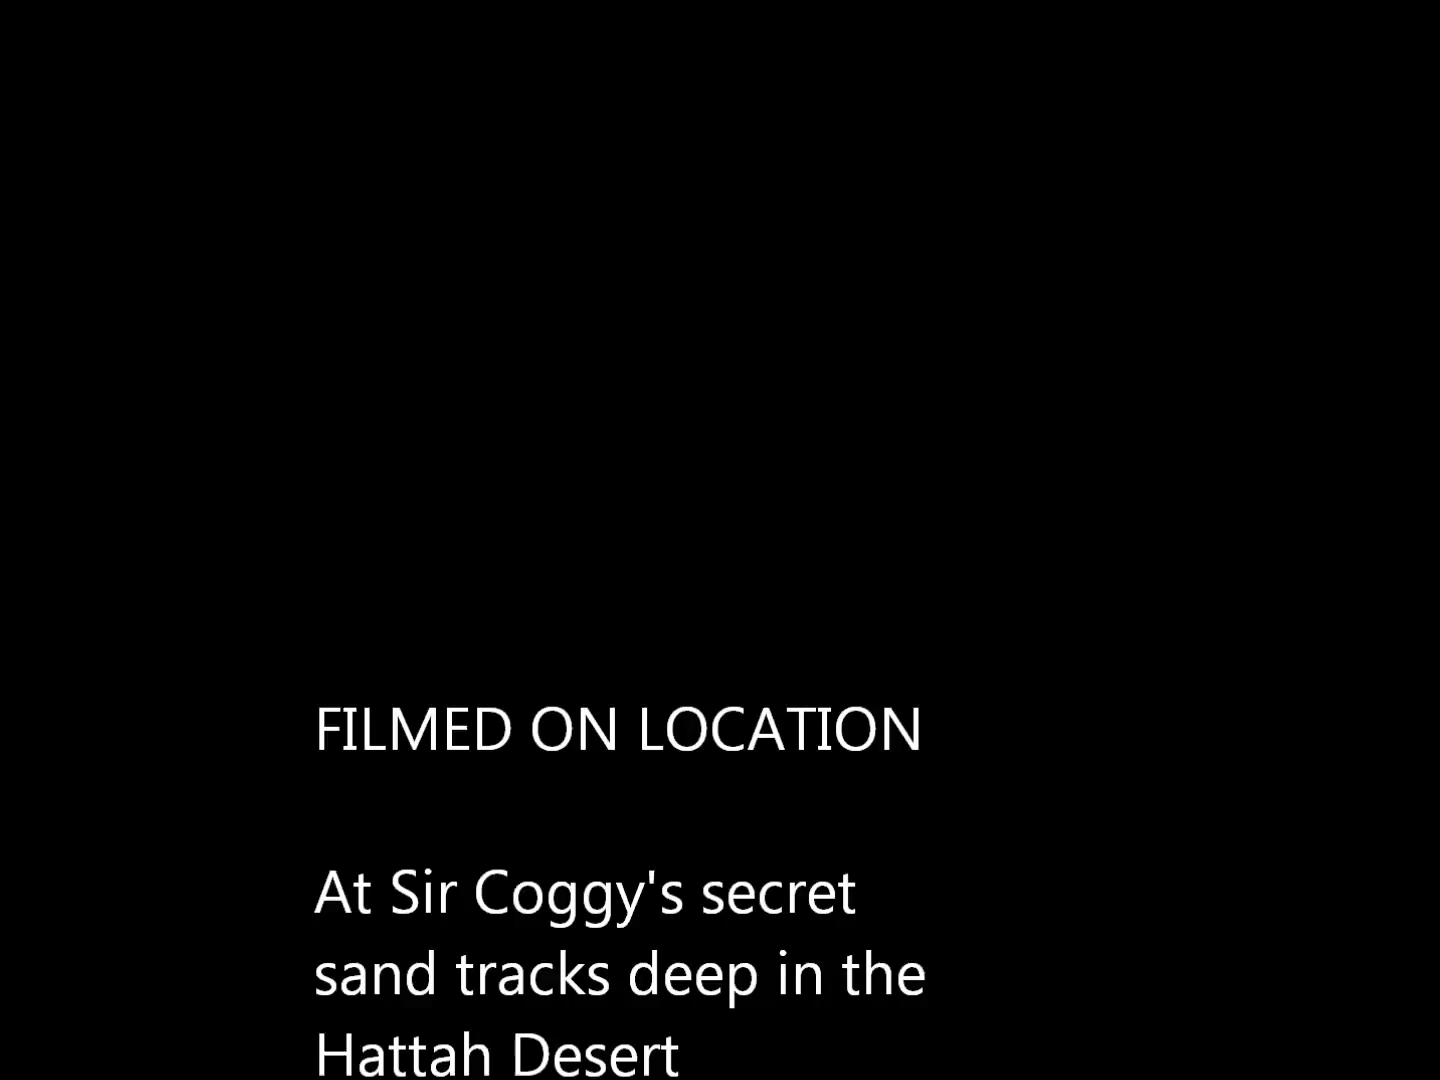 FILMED ON LOCATION
At Sir Coggy's secret
sand tracks deep in the
Hattah Desert